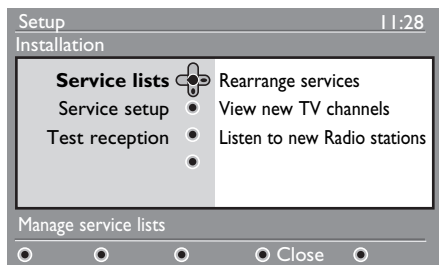 Setup 11:28
Installation
Service lists Rearrange services
Service setup View new TV channels
Test reception Listen to new Radio stations
Manage service lists
Close